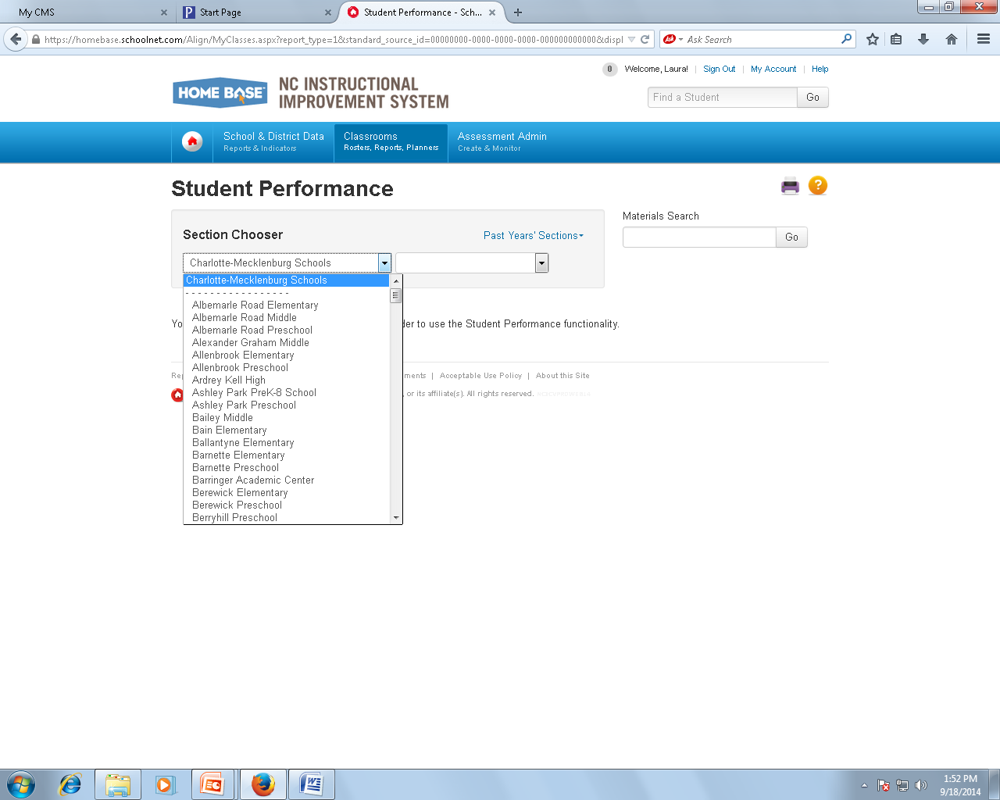 My CMS
Start Page
Student Performance - Sch...
https://homebase.schoolnet.com/Align/MyClasses.aspx?report_type=1&standard_source_id=00000000-0000-0000-0000-000000000000&displ
Ask
Ask Search
0 Welcome, Laura! | Sign Out | My Account | Help
HOME BASE
NC INSTRUCTIONAL
IMPROVEMENT SYSTEM
Find a Student
Go
School & District Data
Reports & Indicators
Classrooms
Rosters, Reports, Planners
Assessment Admin
Create & Monitor
Student Performance
?
Section Chooser
Past Years' Sections
Materials Search
Go
Charlotte-Mecklenburg Schools
Charlotte-Mecklenburg Schools
- - - - - - - - - - - - - - - - -
Albemarle Road Elementary
Albemarle Road Middle
Albemarle Road Preschool
Alexander Graham Middle
Allenbrook Elementary
Allenbrook Preschool
Ardrey Kell High
Ashley Park PreK-8 School
Ashley Park Preschool
Bailey Middle
Bain Elementary
Ballantyne Elementary
Barnette Elementary
Barnette Preschool
Barringer Academic Center
Berewick Elementary
Berewick Preschool
Berryhill Preschool
Yo
der to use the Student Performance functionality.
Re
ments | Acceptable Use Policy | About this Site
, or its affiliate(s). All rights reserved.
1:52 PM
9/18/2014